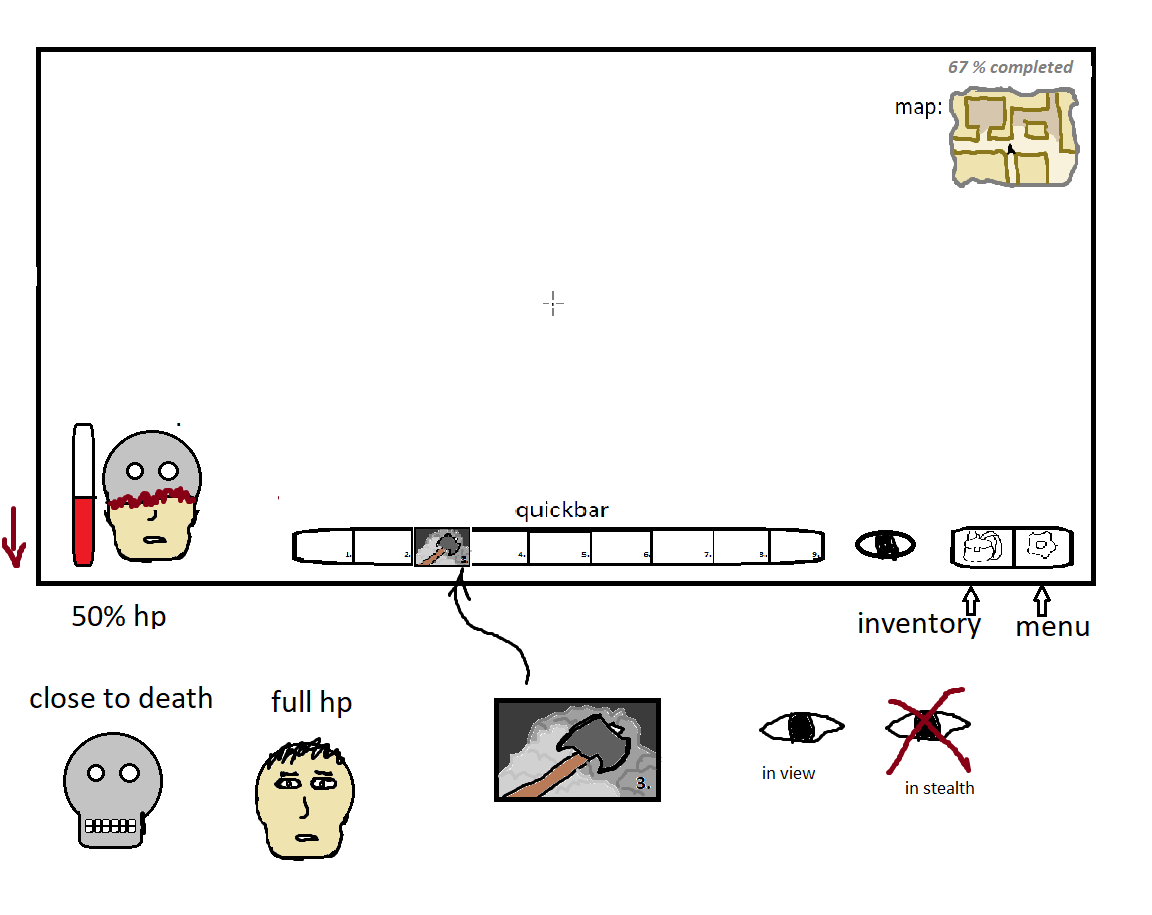 67 % completed
map:
quickbar
1. 2. 3. 4. 5. 6. 7. 8. 9.
50% hp
inventory
menu
close to death
full hp
3.
in view
in stealth